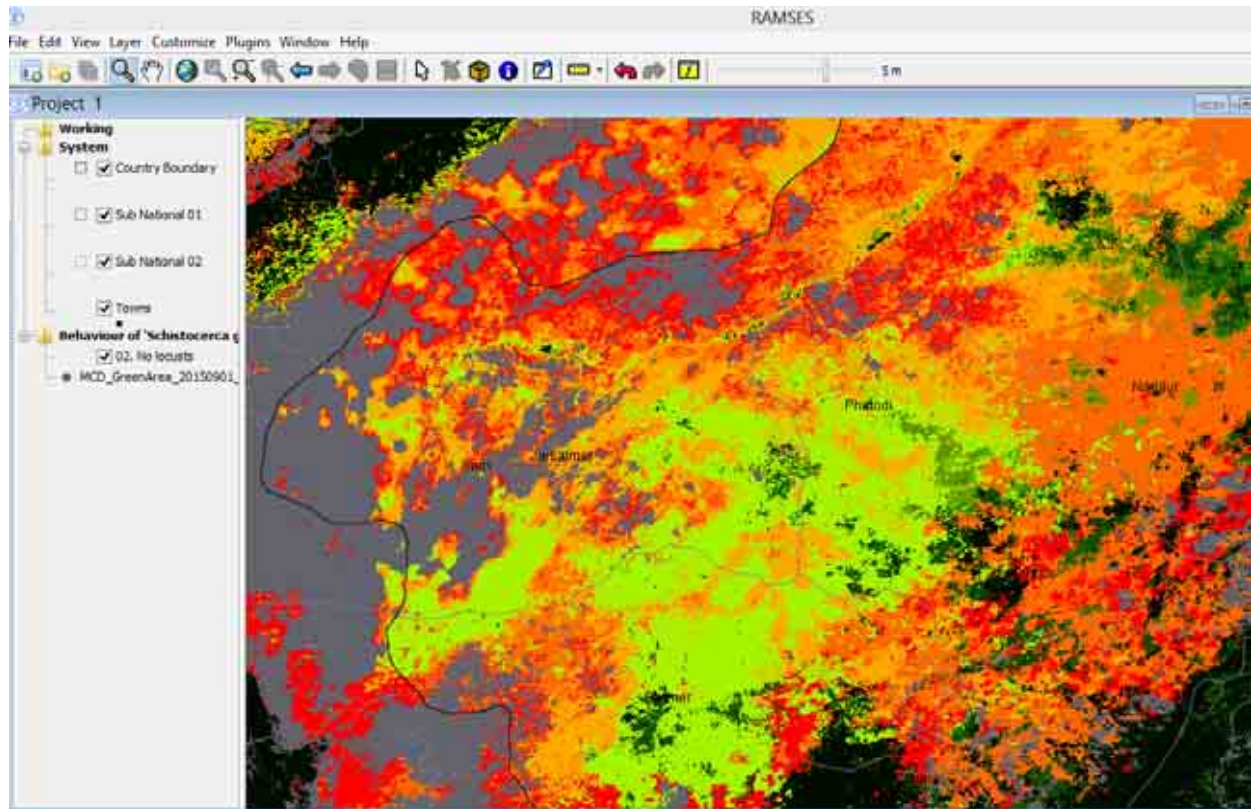 RAMSES
File Edit View Layer Customize Plugins Window Help
5 m
Project 1
Working
System
Country Boundary
Sub National 01
Sub National 02
Towns
Behaviour of 'Schistocerca g
02. No locusts
MCD_GreenArea_20150901_
Phalodi